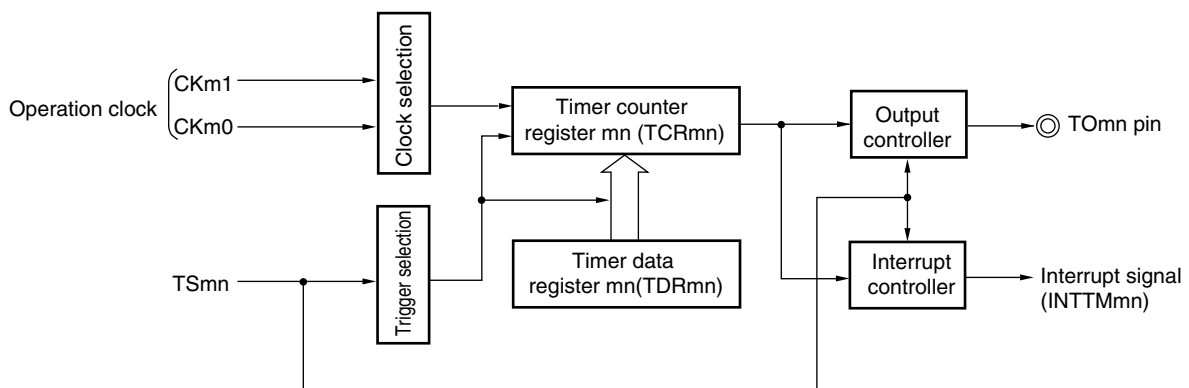 Operation clock
CKm1
CKm0
Clock selection
Timer counter
register mn (TCRmn)
Output
controller
TOmn pin
TSmn
Trigger selection
Timer data
register mn(TDRmn)
Interrupt
controller
Interrupt signal
(INTTMmn)